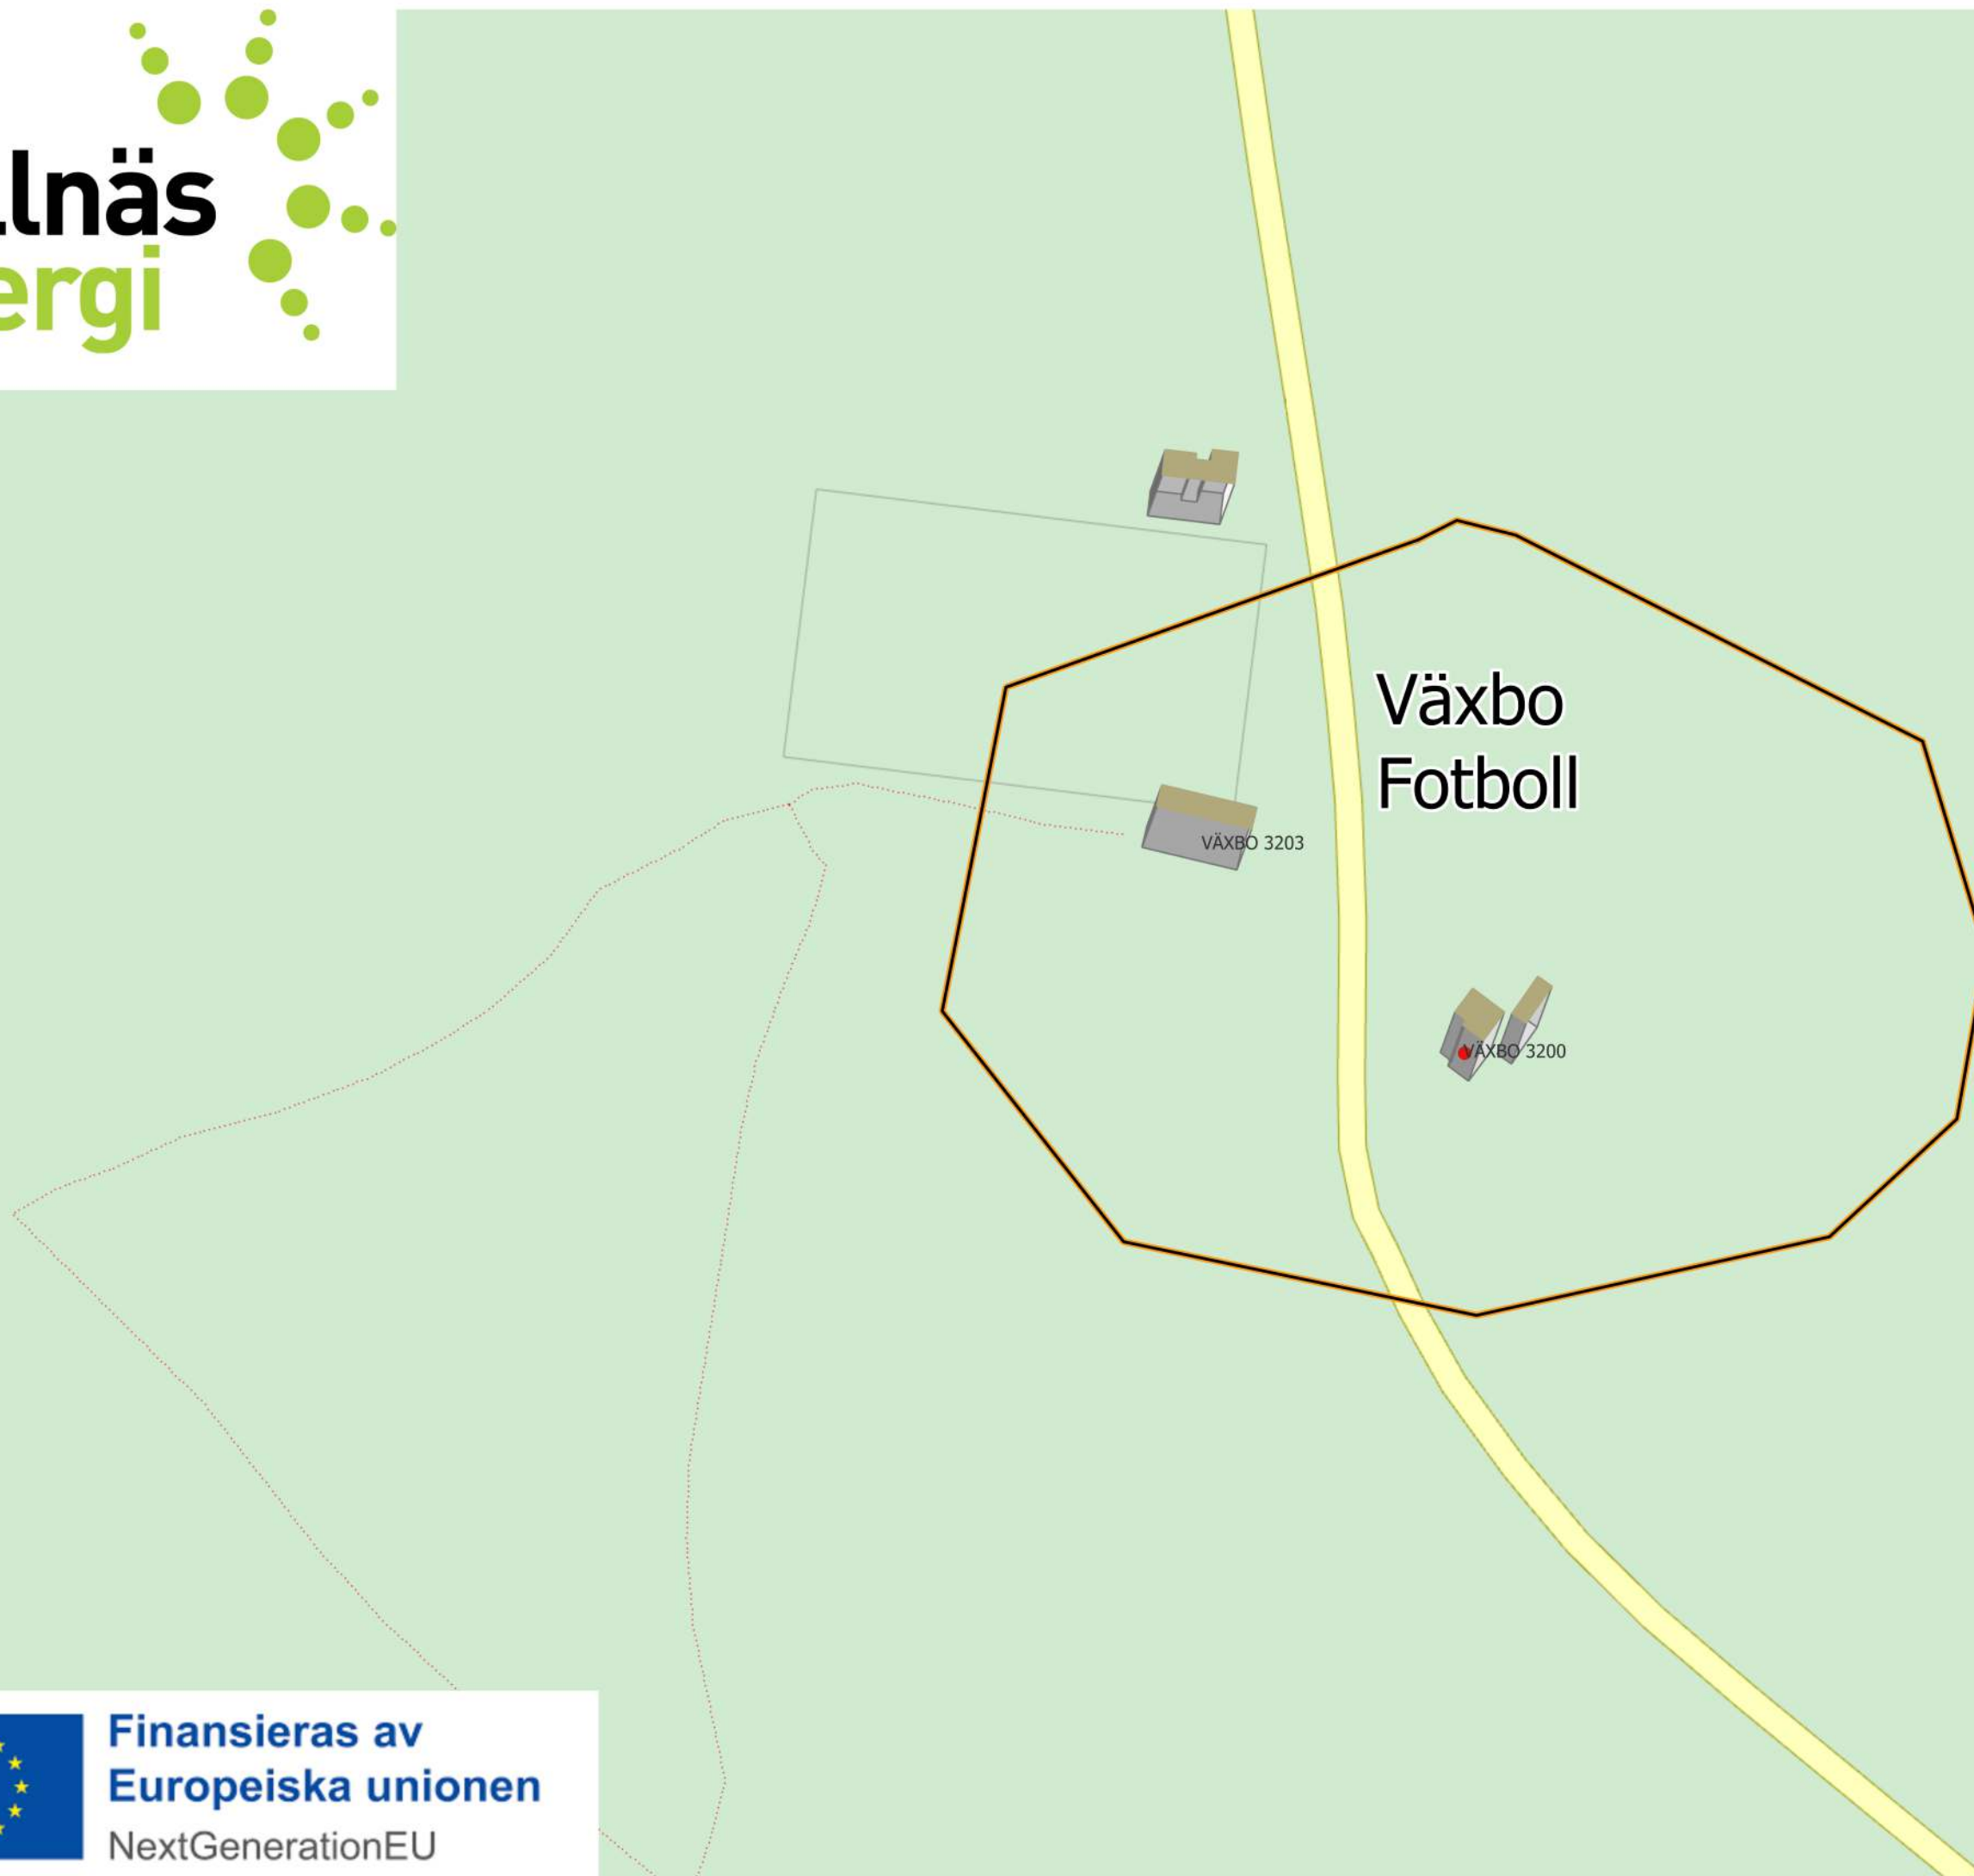 llnäs
ergi
Växbo
Fotboll
VÄXBO 3203
VÄXBO 3200
Finansieras av
Europeiska unionen
NextGenerationEU